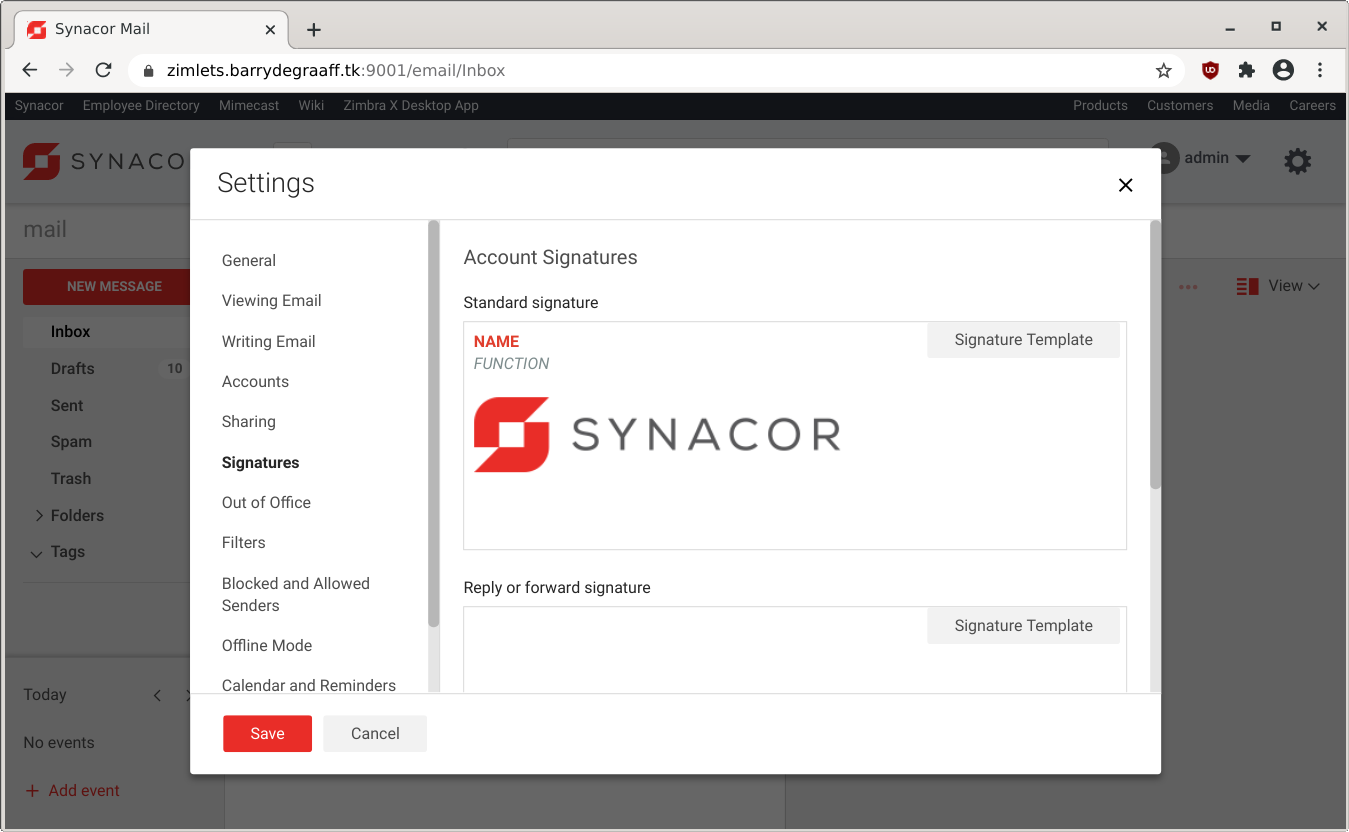 Synacor Mail
zimlets.barrydegraaff.tk:9001/email/Inbox
Synacor Employee Directory Mimecast Wiki Zimbra X Desktop App Products Customers Media Careers
SYNACO
admin
mail
NEW MESSAGE
Inbox
Drafts 10
Sent
Spam
Trash
Folders
Tags
Today
No events
+ Add event
View
Settings
General
Viewing Email
Writing Email
Accounts
Sharing
Signatures
Out of Office
Filters
Blocked and Allowed
Senders
Offline Mode
Calendar and Reminders
Account Signatures
Standard signature
NAME
FUNCTION
Signature Template
SYNACOR
Reply or forward signature
Signature Template
Save
Cancel